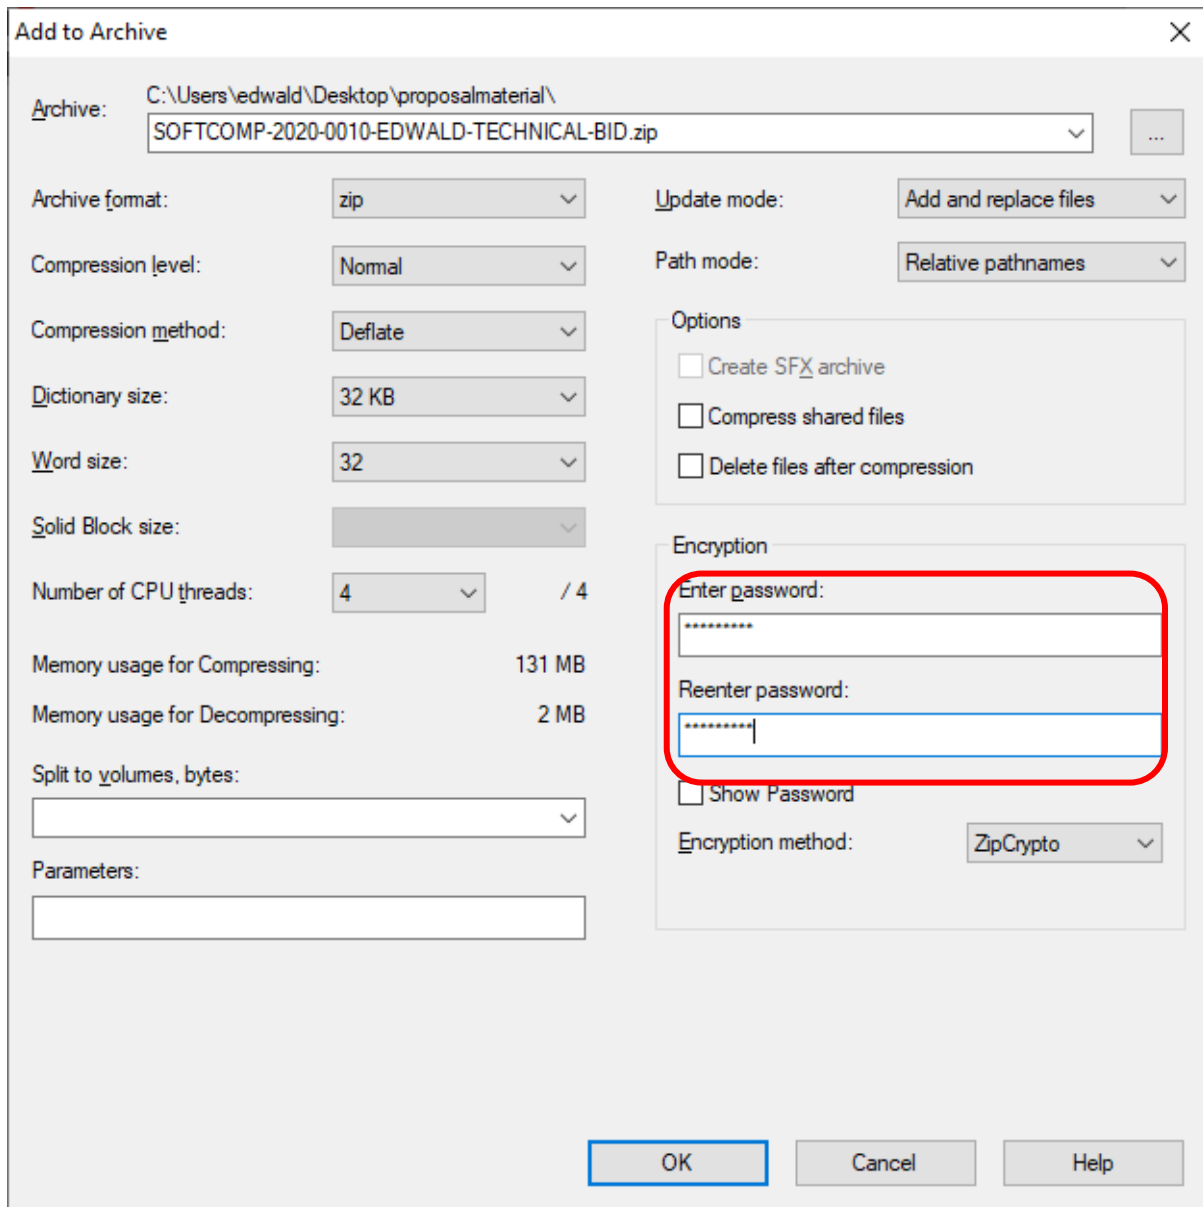 Add to Archive
Archive:
C:\Users\edwald\Desktop\proposalmaterial\
SOFTCOMP-2020-0010-EDWALD-TECHNICAL-BID.zip
...
Archive format:
zip
Compression level:
Normal
Compression method:
Deflate
Dictionary size:
32 KB
Word size:
32
Solid Block size:
Number of CPU threads:
4
/ 4
Memory usage for Compressing:
131 MB
Memory usage for Decompressing:
2 MB
Split to volumes, bytes:
Parameters:
Update mode:
Add and replace files
Path mode:
Relative pathnames
Options
Create SFX archive
Compress shared files
Delete files after compression
Encryption
Enter password:
*********
Reenter password:
*********
Show Password
Encryption method:
ZipCrypto
OK
Cancel
Help